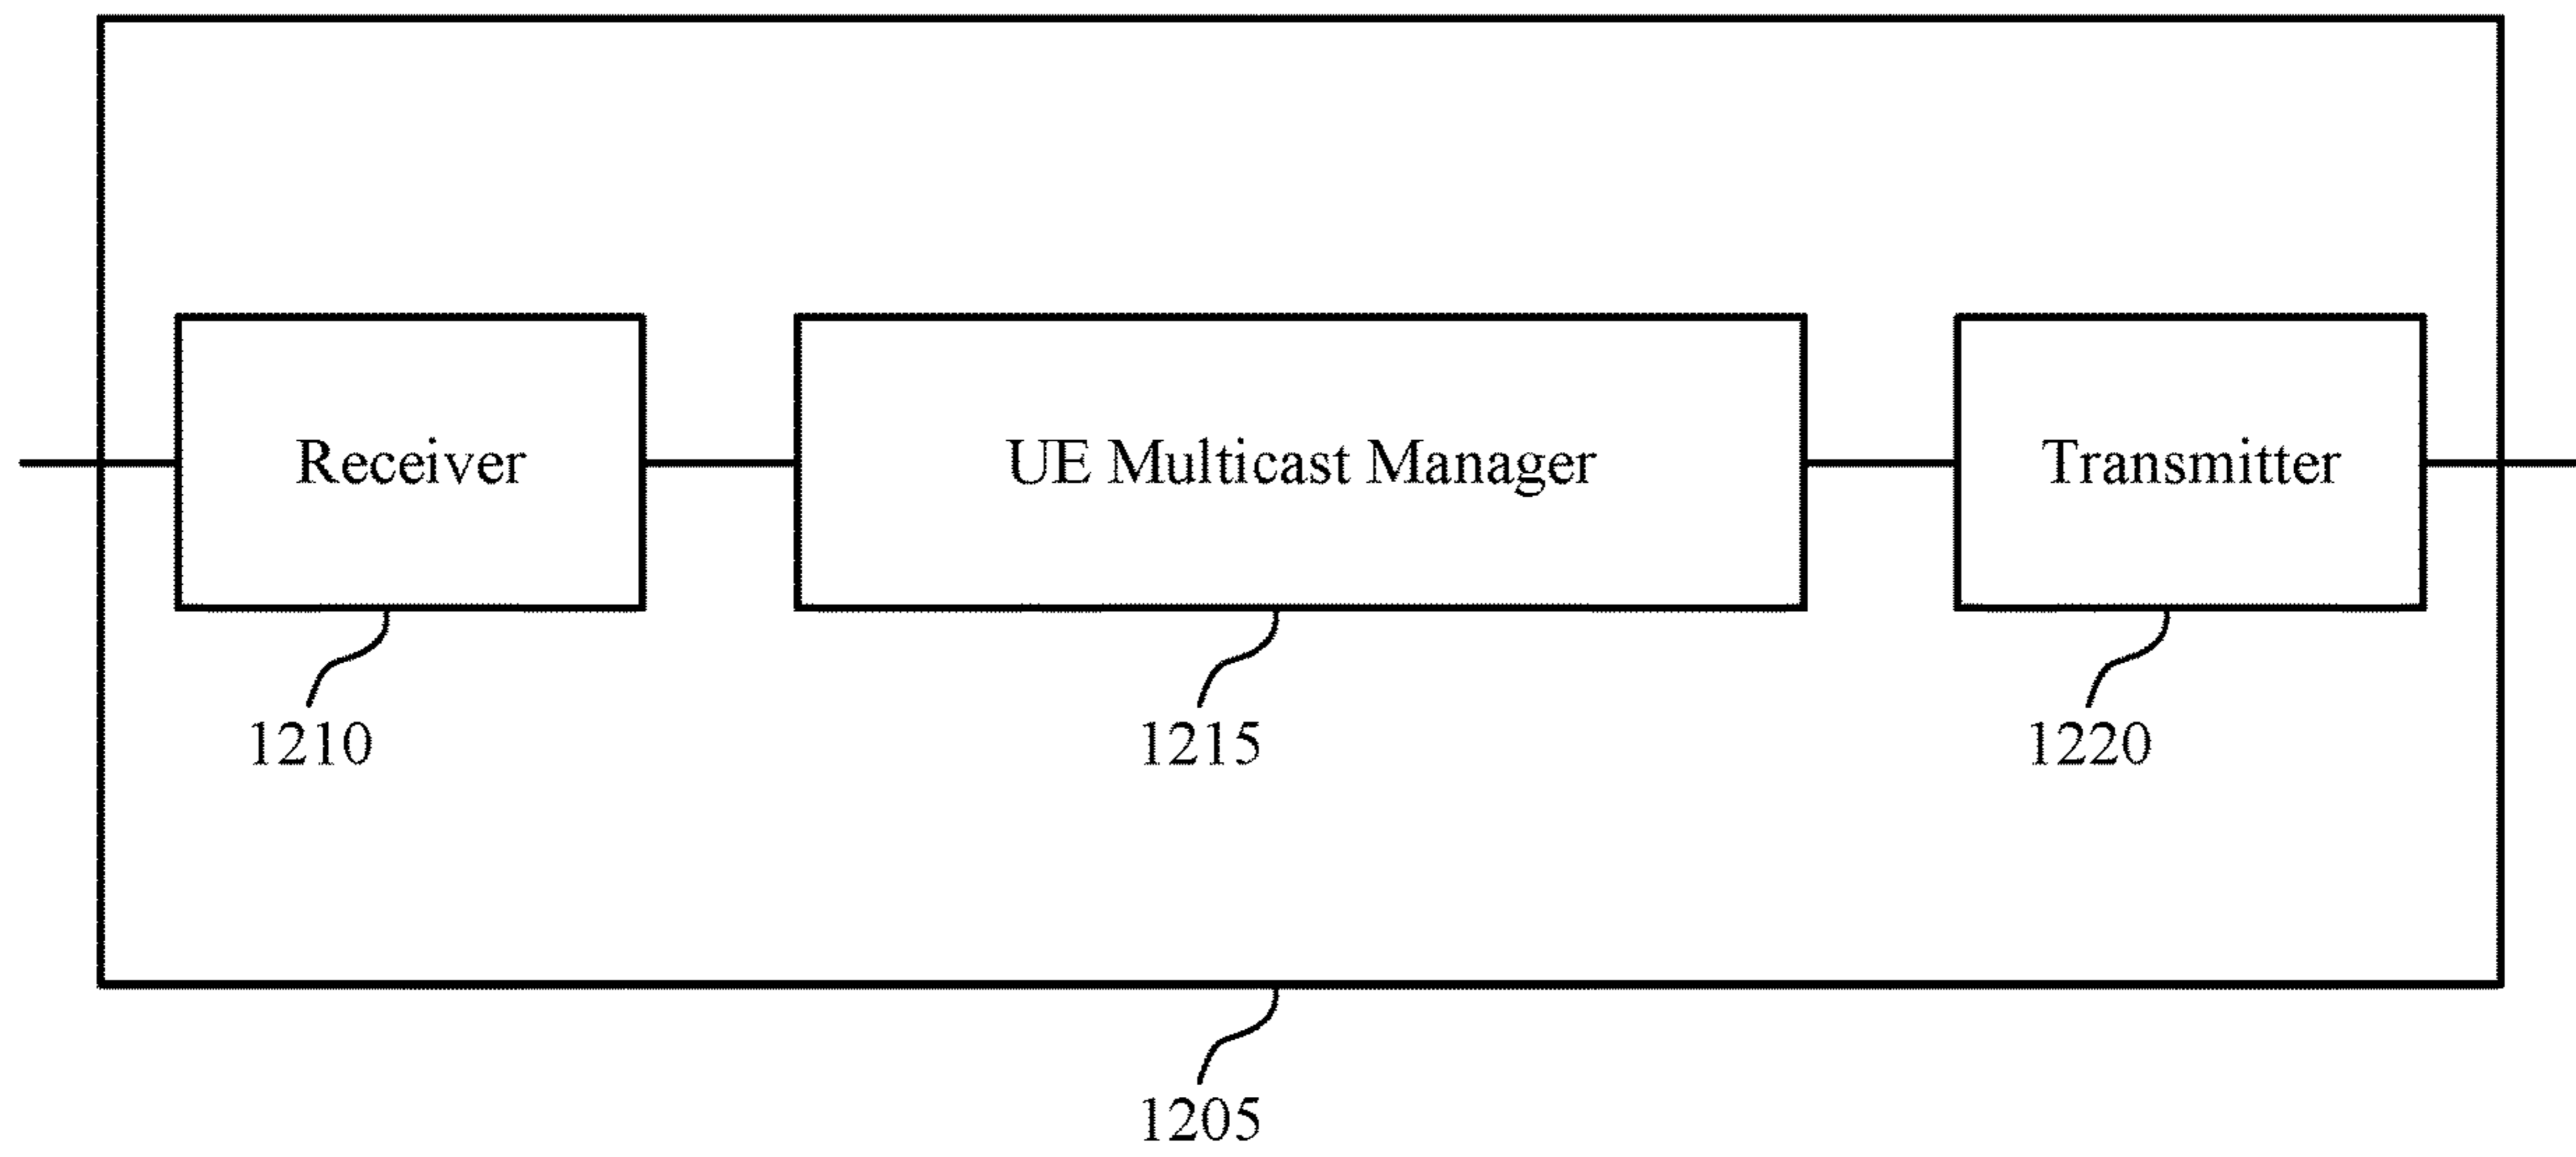 Receiver
UE Multicast Manager
Transmitter
1210
1215
1220
1205